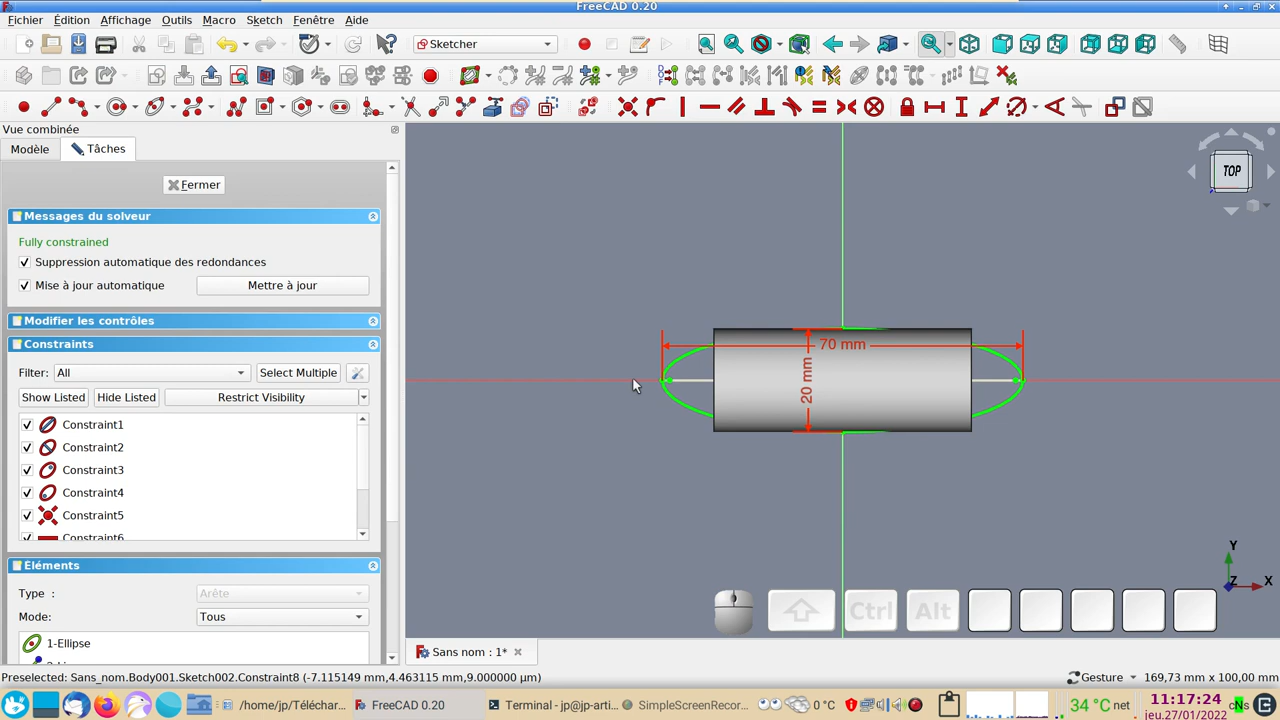 FreeCAD 0.20
Fichier Édition Affichage Outils Macro Sketch Fenêtre Aide
Sketcher
Vue combinée
Modèle Tâches
Fermer
Messages du solveur
Fully constrained
Suppression automatique des redondances
Mise à jour automatique Mettre à jour
Modifier les contrôles
Constraints
Filter: All Select Multiple
Show Listed Hide Listed Restrict Visibility
Constraint1
Constraint2
Constraint3
Constraint4
Constraint5
Constraint6
Éléments
Type : Arête
Mode: Tous
1-Ellipse
70 mm
20 mm
TOP
Y
Z X
Ctrl Alt
Sans nom : 1*
Preselected: Sans_nom.Body001.Sketch002.Constraint8 (-7.115149 mm,4.463115 mm,9.000000 µm) Gesture 169,73 mm x 100,00 mm
/home/jp/Téléchar... FreeCAD 0.20 Terminal - jp@jp-arti... SimpleScreenRecor... 0 °C 34 °C net 11:17:24
jeu.27/01/2022